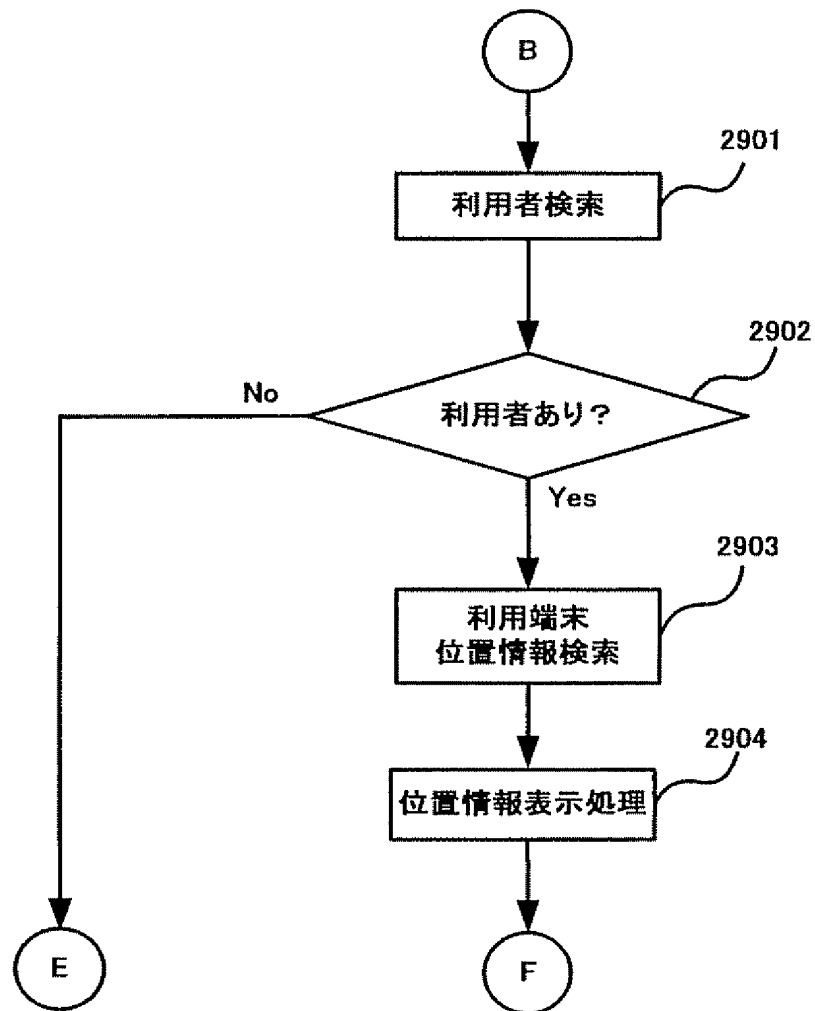 B
2901
利用者検索
2902
No
利用者あり?
Yes
2903
利用端末
位置情報検索
2904
位置情報表示処理
E
F